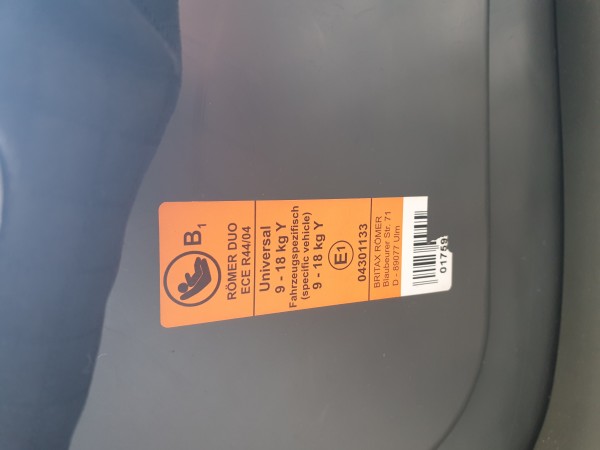 B1
RÖMER DUO
ECE R44/04
Universal
9 - 18 kg Y
Fahrzeugspezifisch
(specific vehicle)
9 - 18 kg Y
E1
04301133
BRITAX RÖMER
Blaubeurer Str. 71
D - 89077 Ulm
01759